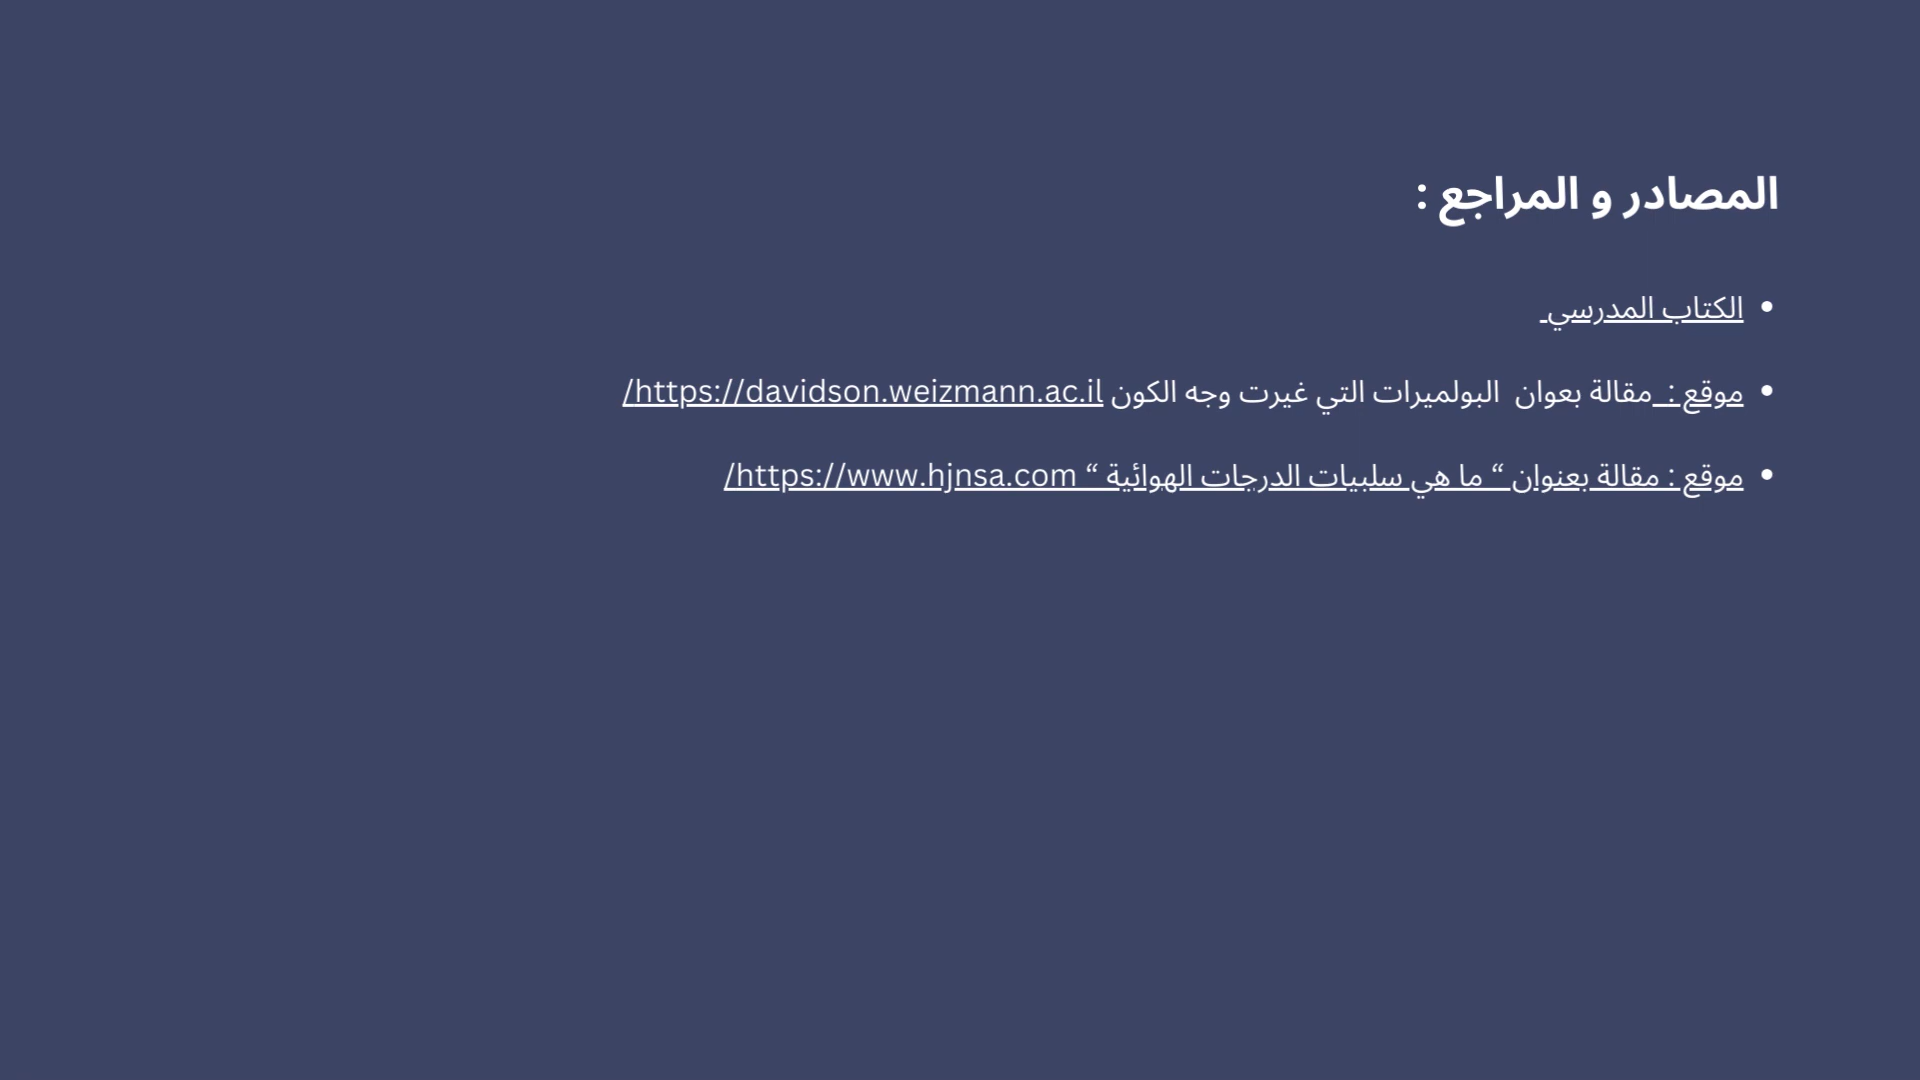 المصادر و المراجع :
• الكتاب المدرسي
• موقع : مقالة بعوان البولميرات التي غيرت وجه الكون https://davidson.weizmann.ac.il/
• موقع : مقالة بعنوان “ ما هي سلبيات الدرجات الهوائية “ https://www.hjnsa.com/